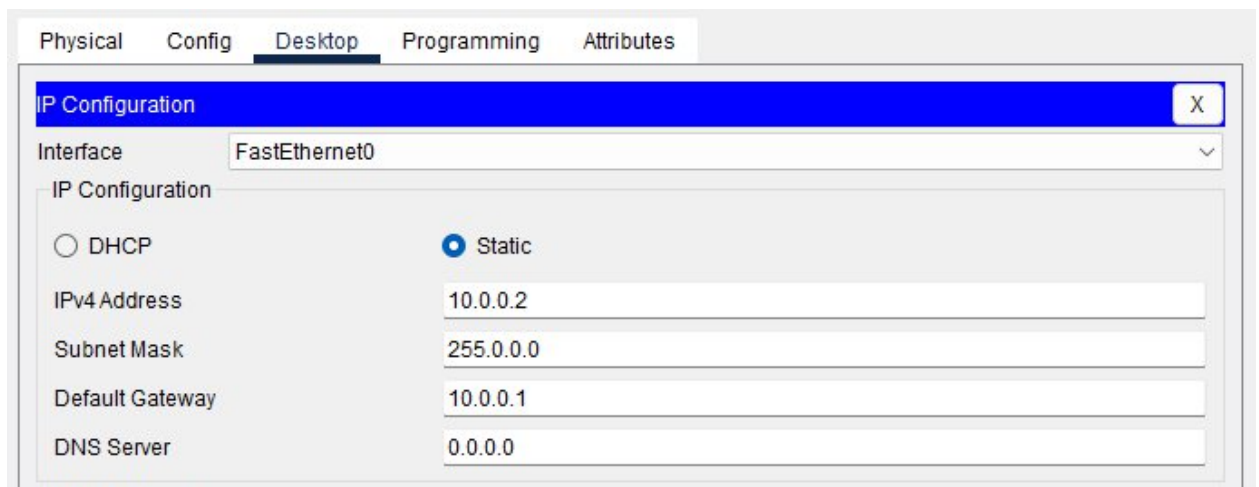 Physical Config Desktop Programming Attributes
IP Configuration X
Interface FastEthernet0
IP Configuration
DHCP Static
IPv4 Address 10.0.0.2
Subnet Mask 255.0.0.0
Default Gateway 10.0.0.1
DNS Server 0.0.0.0